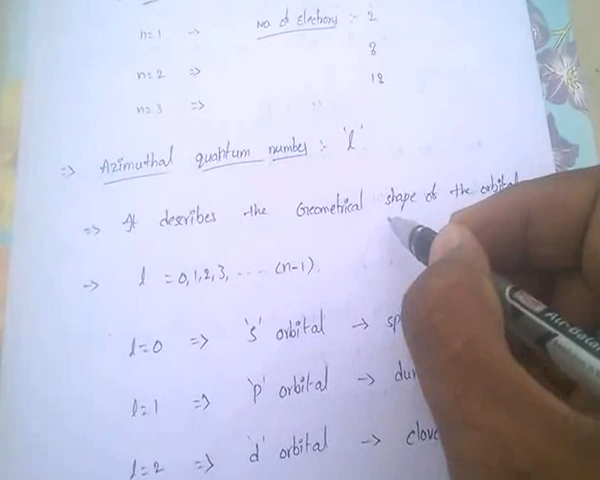 n=1 -> No of Electrons :- 2
8
n=2 =>
18
n=3 =>
=> Azimuthal quantum number :- 'l'
=> It describes the Geometrical shape of the orbital
-> l = 0,1,2,3, ..... (n-1).
l=0 => 's' orbital -> sp
l=1 => 'p' orbital -> dum
l=2 => 'd' orbital -> clove